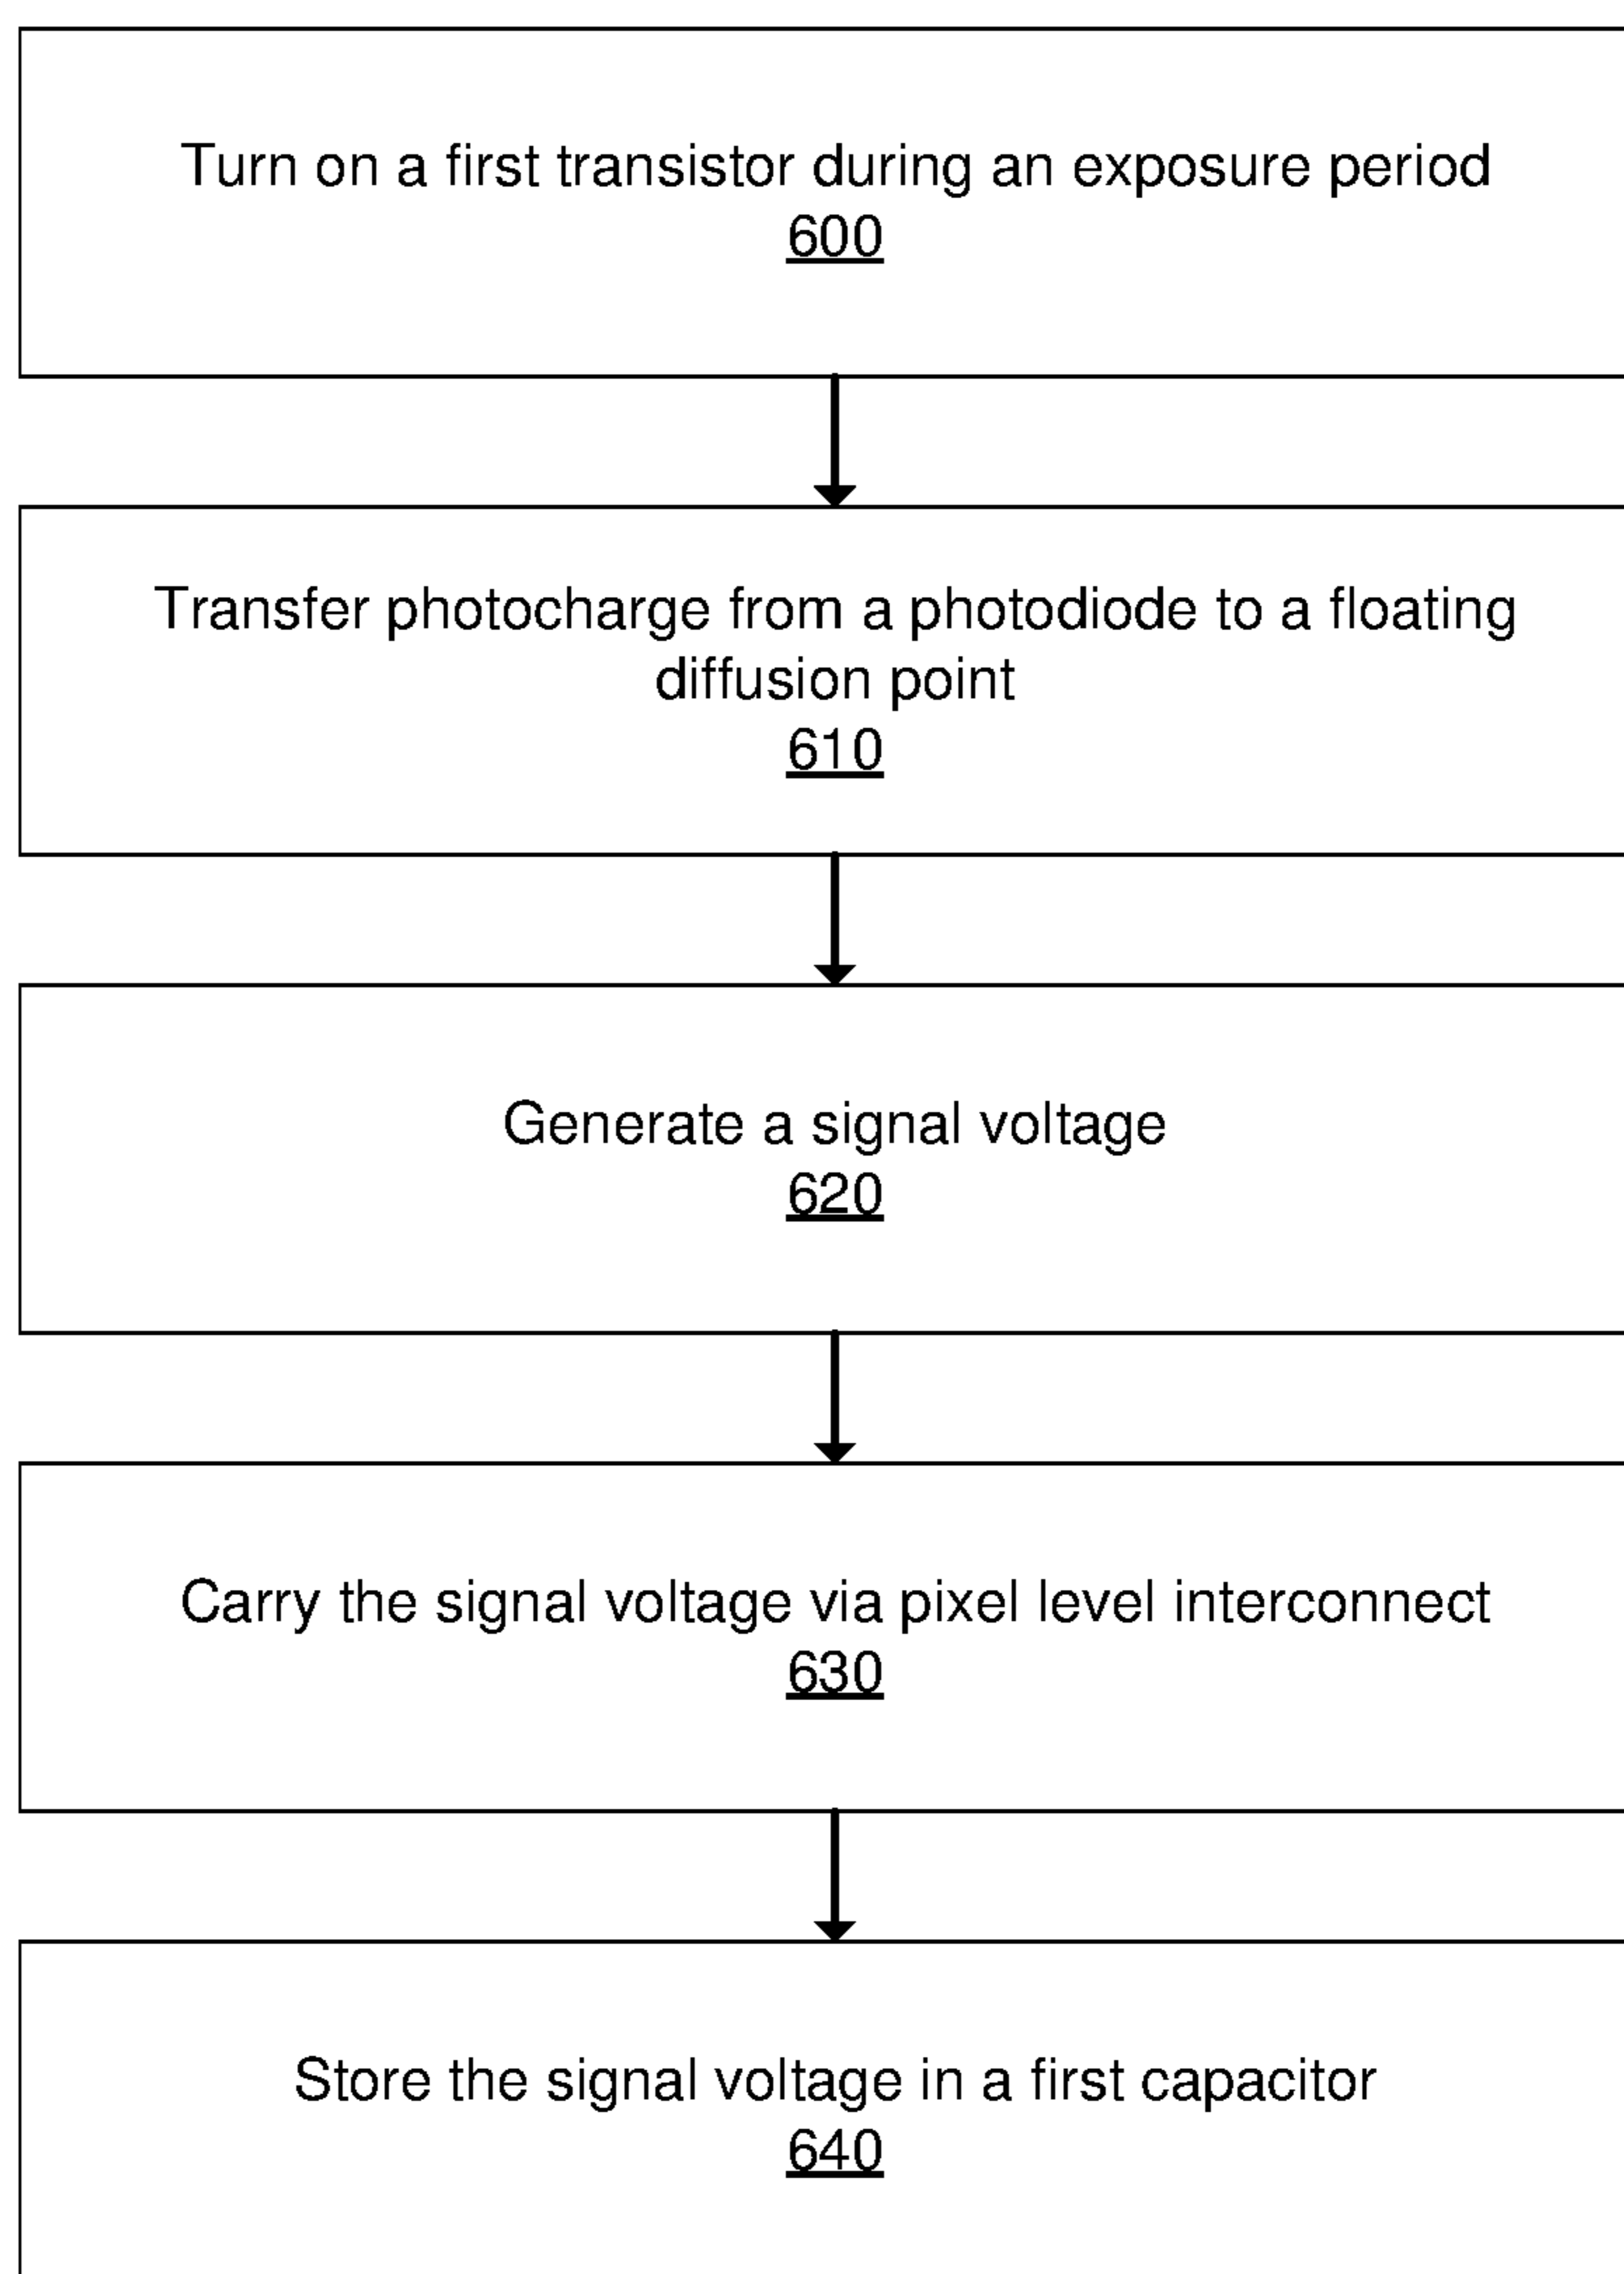 Turn on a first transistor during an exposure period
600
Transfer photocharge from a photodiode to a floating
diffusion point
610
Generate a signal voltage
620
Carry the signal voltage via pixel level interconnect
630
Store the signal voltage in a first capacitor
640